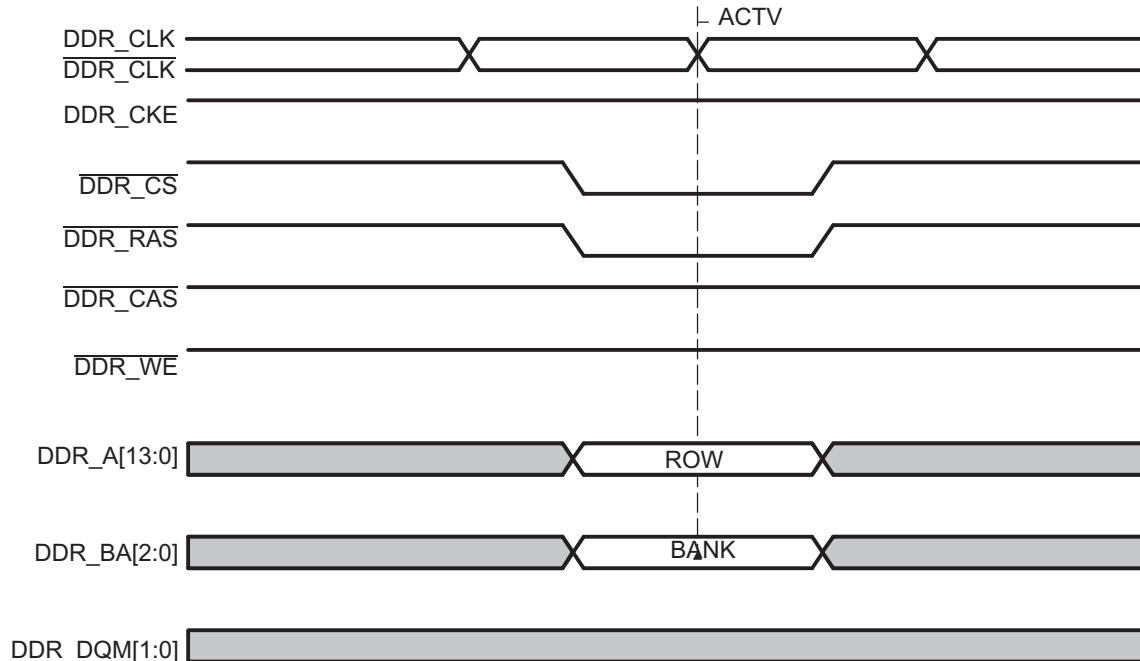 ACTV
DDR_CLK
DDR_CLK
DDR_CKE
DDR_CS
DDR_RAS
DDR_CAS
DDR_WE
DDR_A[13:0]
ROW
DDR_BA[2:0]
BANK
DDR_DQM[1:0]